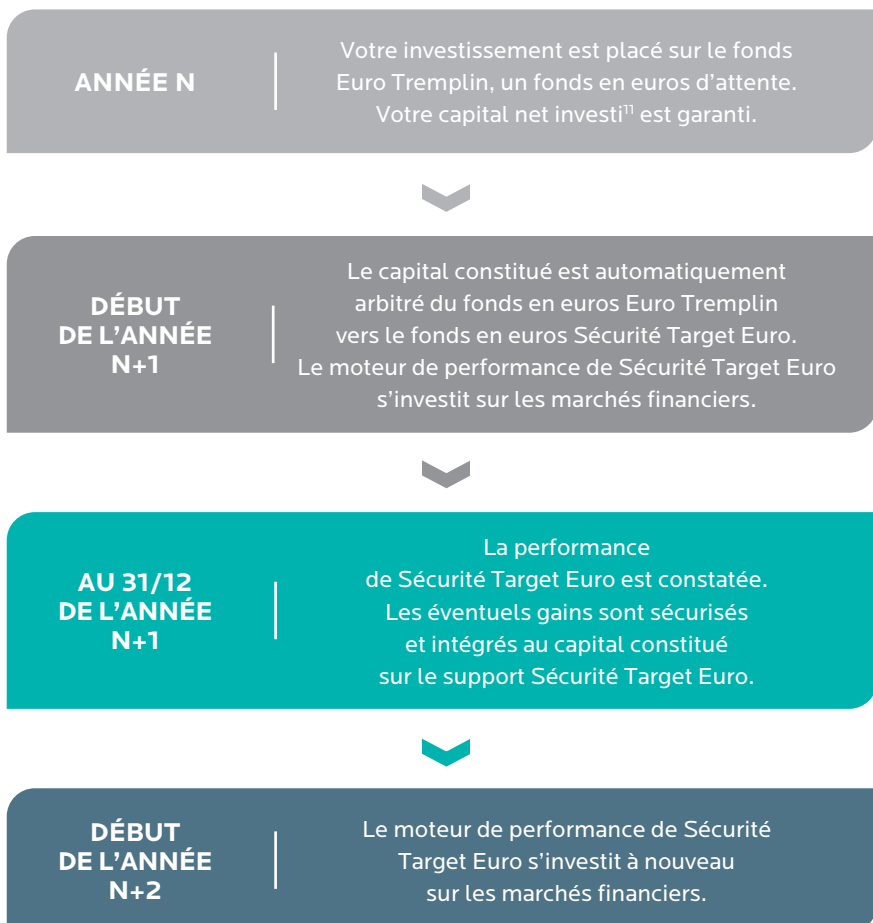 ANNÉE N
Votre investissement est placé sur le fonds
Euro Tremplin, un fonds en euros d’attente.
Votre capital net investi¹¹ est garanti.
DÉBUT
DE L’ANNÉE
N+1
Le capital constitué est automatiquement
arbitré du fonds en euros Euro Tremplin
vers le fonds en euros Sécurité Target Euro.
Le moteur de performance de Sécurité Target Euro
s’investit sur les marchés financiers.
AU 31/12
DE L’ANNÉE
N+1
La performance
de Sécurité Target Euro est constatée.
Les éventuels gains sont sécurisés
et intégrés au capital constitué
sur le support Sécurité Target Euro.
DÉBUT
DE L’ANNÉE
N+2
Le moteur de performance de Sécurité
Target Euro s’investit à nouveau
sur les marchés financiers.